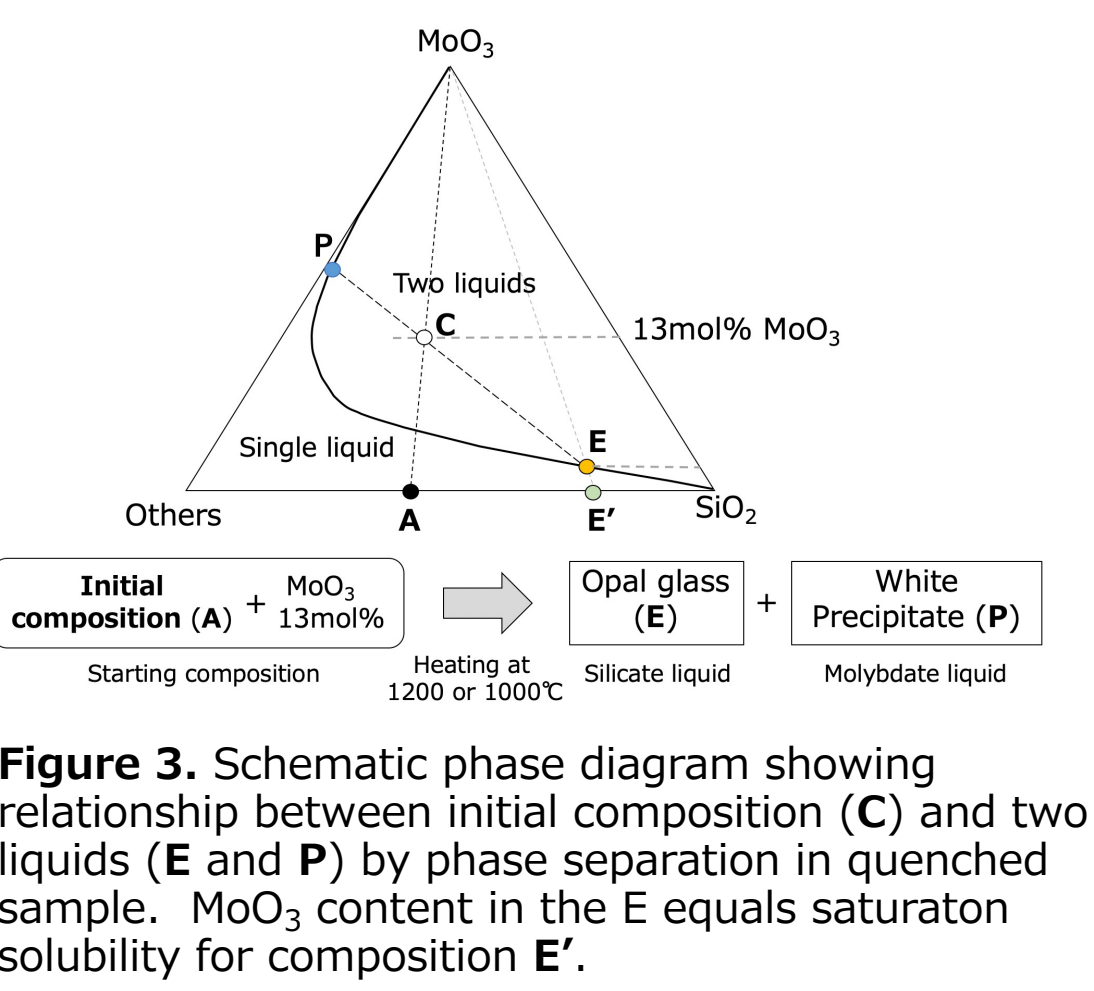 MoO₃
P
Two liquids
C
13mol% MoO₃
Single liquid
E
Others
A
E′
SiO₂
Initial
composition (A)
+
MoO₃
13mol%
Opal glass
(E)
+
White
Precipitate (P)
Starting composition
Heating at
1200 or 1000℃
Silicate liquid
Molybdate liquid
Figure 3. Schematic phase diagram showing
relationship between initial composition (C) and two
liquids (E and P) by phase separation in quenched
sample. MoO₃ content in the E equals saturaton
solubility for composition E′.